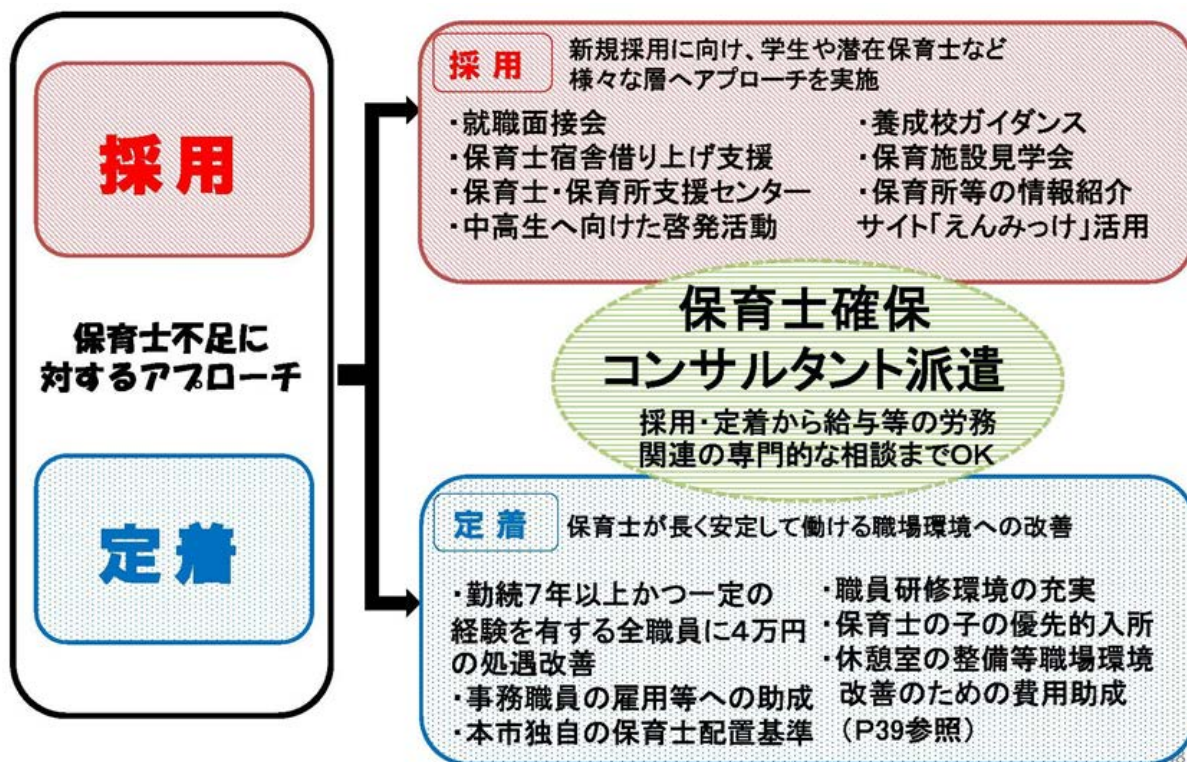 採用
保育士不足に
対するアプローチ
定着
採用
新規採用に向け、学生や潜在保育士など
様々な層へアプローチを実施
・就職面接会
・保育士宿舎借り上げ支援
・保育士・保育所支援センター
・中高生へ向けた啓発活動
・養成校ガイダンス
・保育施設見学会
・保育所等の情報紹介
サイト「えんみっけ」活用
保育士確保
コンサルタント派遣
採用・定着から給与等の労務
関連の専門的な相談までOK
定着
保育士が長く安定して働ける職場環境への改善
・勤続7年以上かつ一定の
経験を有する全職員に4万円
の処遇改善
・事務職員の雇用等への助成
・本市独自の保育士配置基準
・職員研修環境の充実
・保育士の子の優先的入所
・休憩室の整備等職場環境
改善のための費用助成
(P39参照)